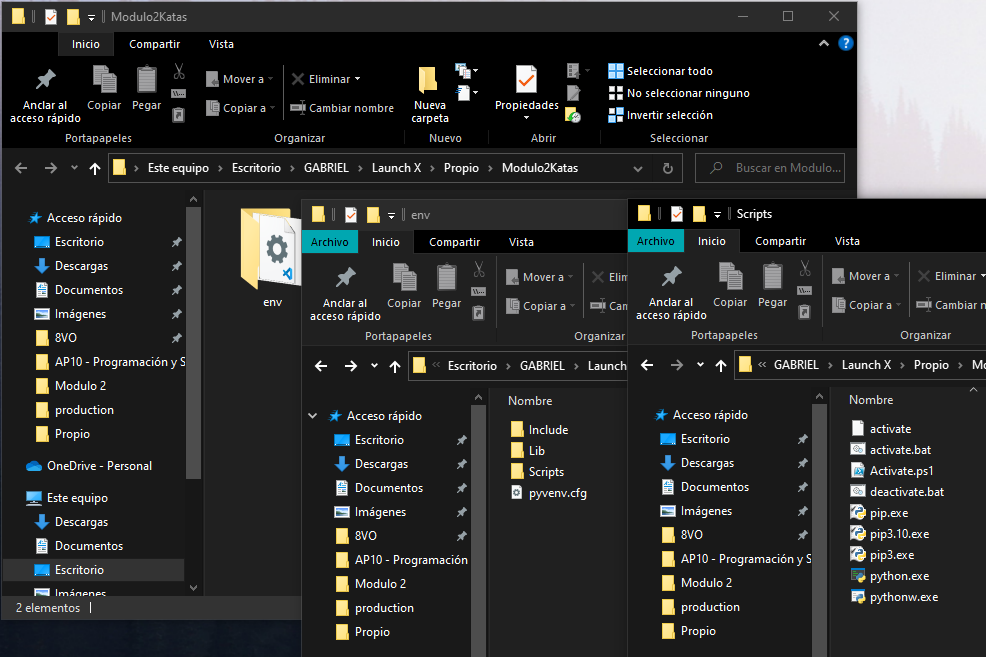 Modulo2Katas
Inicio Compartir Vista
Anclar al acceso rápido
Copiar
Pegar
Mover a
Copiar a
Eliminar
Cambiar nombre
Nueva carpeta
Propiedades
Seleccionar todo
No seleccionar ninguno
Invertir selección
Portapapeles Organizar Nuevo Abrir Seleccionar
Este equipo > Escritorio > GABRIEL > Launch X > Propio > Modulo2Katas
Buscar en Modulo...
Acceso rápido
Escritorio
Descargas
Documentos
Imágenes
8VO
AP10 - Programación y S
Modulo 2
production
Propio
OneDrive - Personal
Este equipo
Descargas
Documentos
Escritorio
Imágenes
env
2 elementos
env
Archivo Inicio Compartir Vista
Anclar al acceso rápido
Copiar
Pegar
Mover a
Copiar a
Elim
Can
Portapapeles Organizar
« Escritorio > GABRIEL > Launch
Acceso rápido
Escritorio
Descargas
Documentos
Imágenes
8VO
AP10 - Programación
Modulo 2
production
Propio
Nombre
Include
Lib
Scripts
pyvenv.cfg
Scripts
Archivo Inicio Compartir Vista
Anclar al acceso rápido
Copiar
Pegar
Mover a
Copiar a
Eliminar
Cambiar n
Portapapeles Organizar
« GABRIEL > Launch X > Propio > Mo
Acceso rápido
Escritorio
Descargas
Documentos
Imágenes
8VO
AP10 - Programación y S
Modulo 2
production
Propio
Nombre
activate
activate.bat
Activate.ps1
deactivate.bat
pip.exe
pip3.10.exe
pip3.exe
python.exe
pythonw.exe